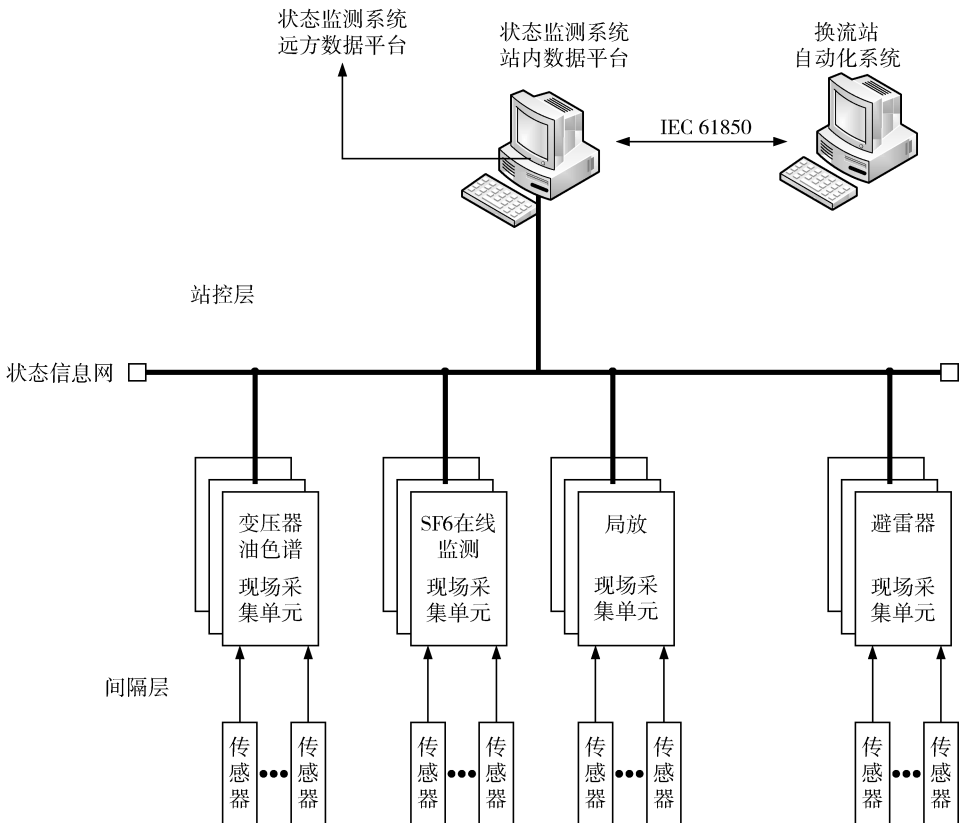 状态监测系统
远方数据平台
状态监测系统
站内数据平台
换流站
自动化系统
IEC 61850
站控层
状态信息网
变压器
油色谱
现场采
集单元
SF6在线
监测
现场采
集单元
局放
现场采
集单元
避雷器
现场采
集单元
间隔层
传感器
传感器
传感器
传感器
传感器
传感器
传感器
传感器